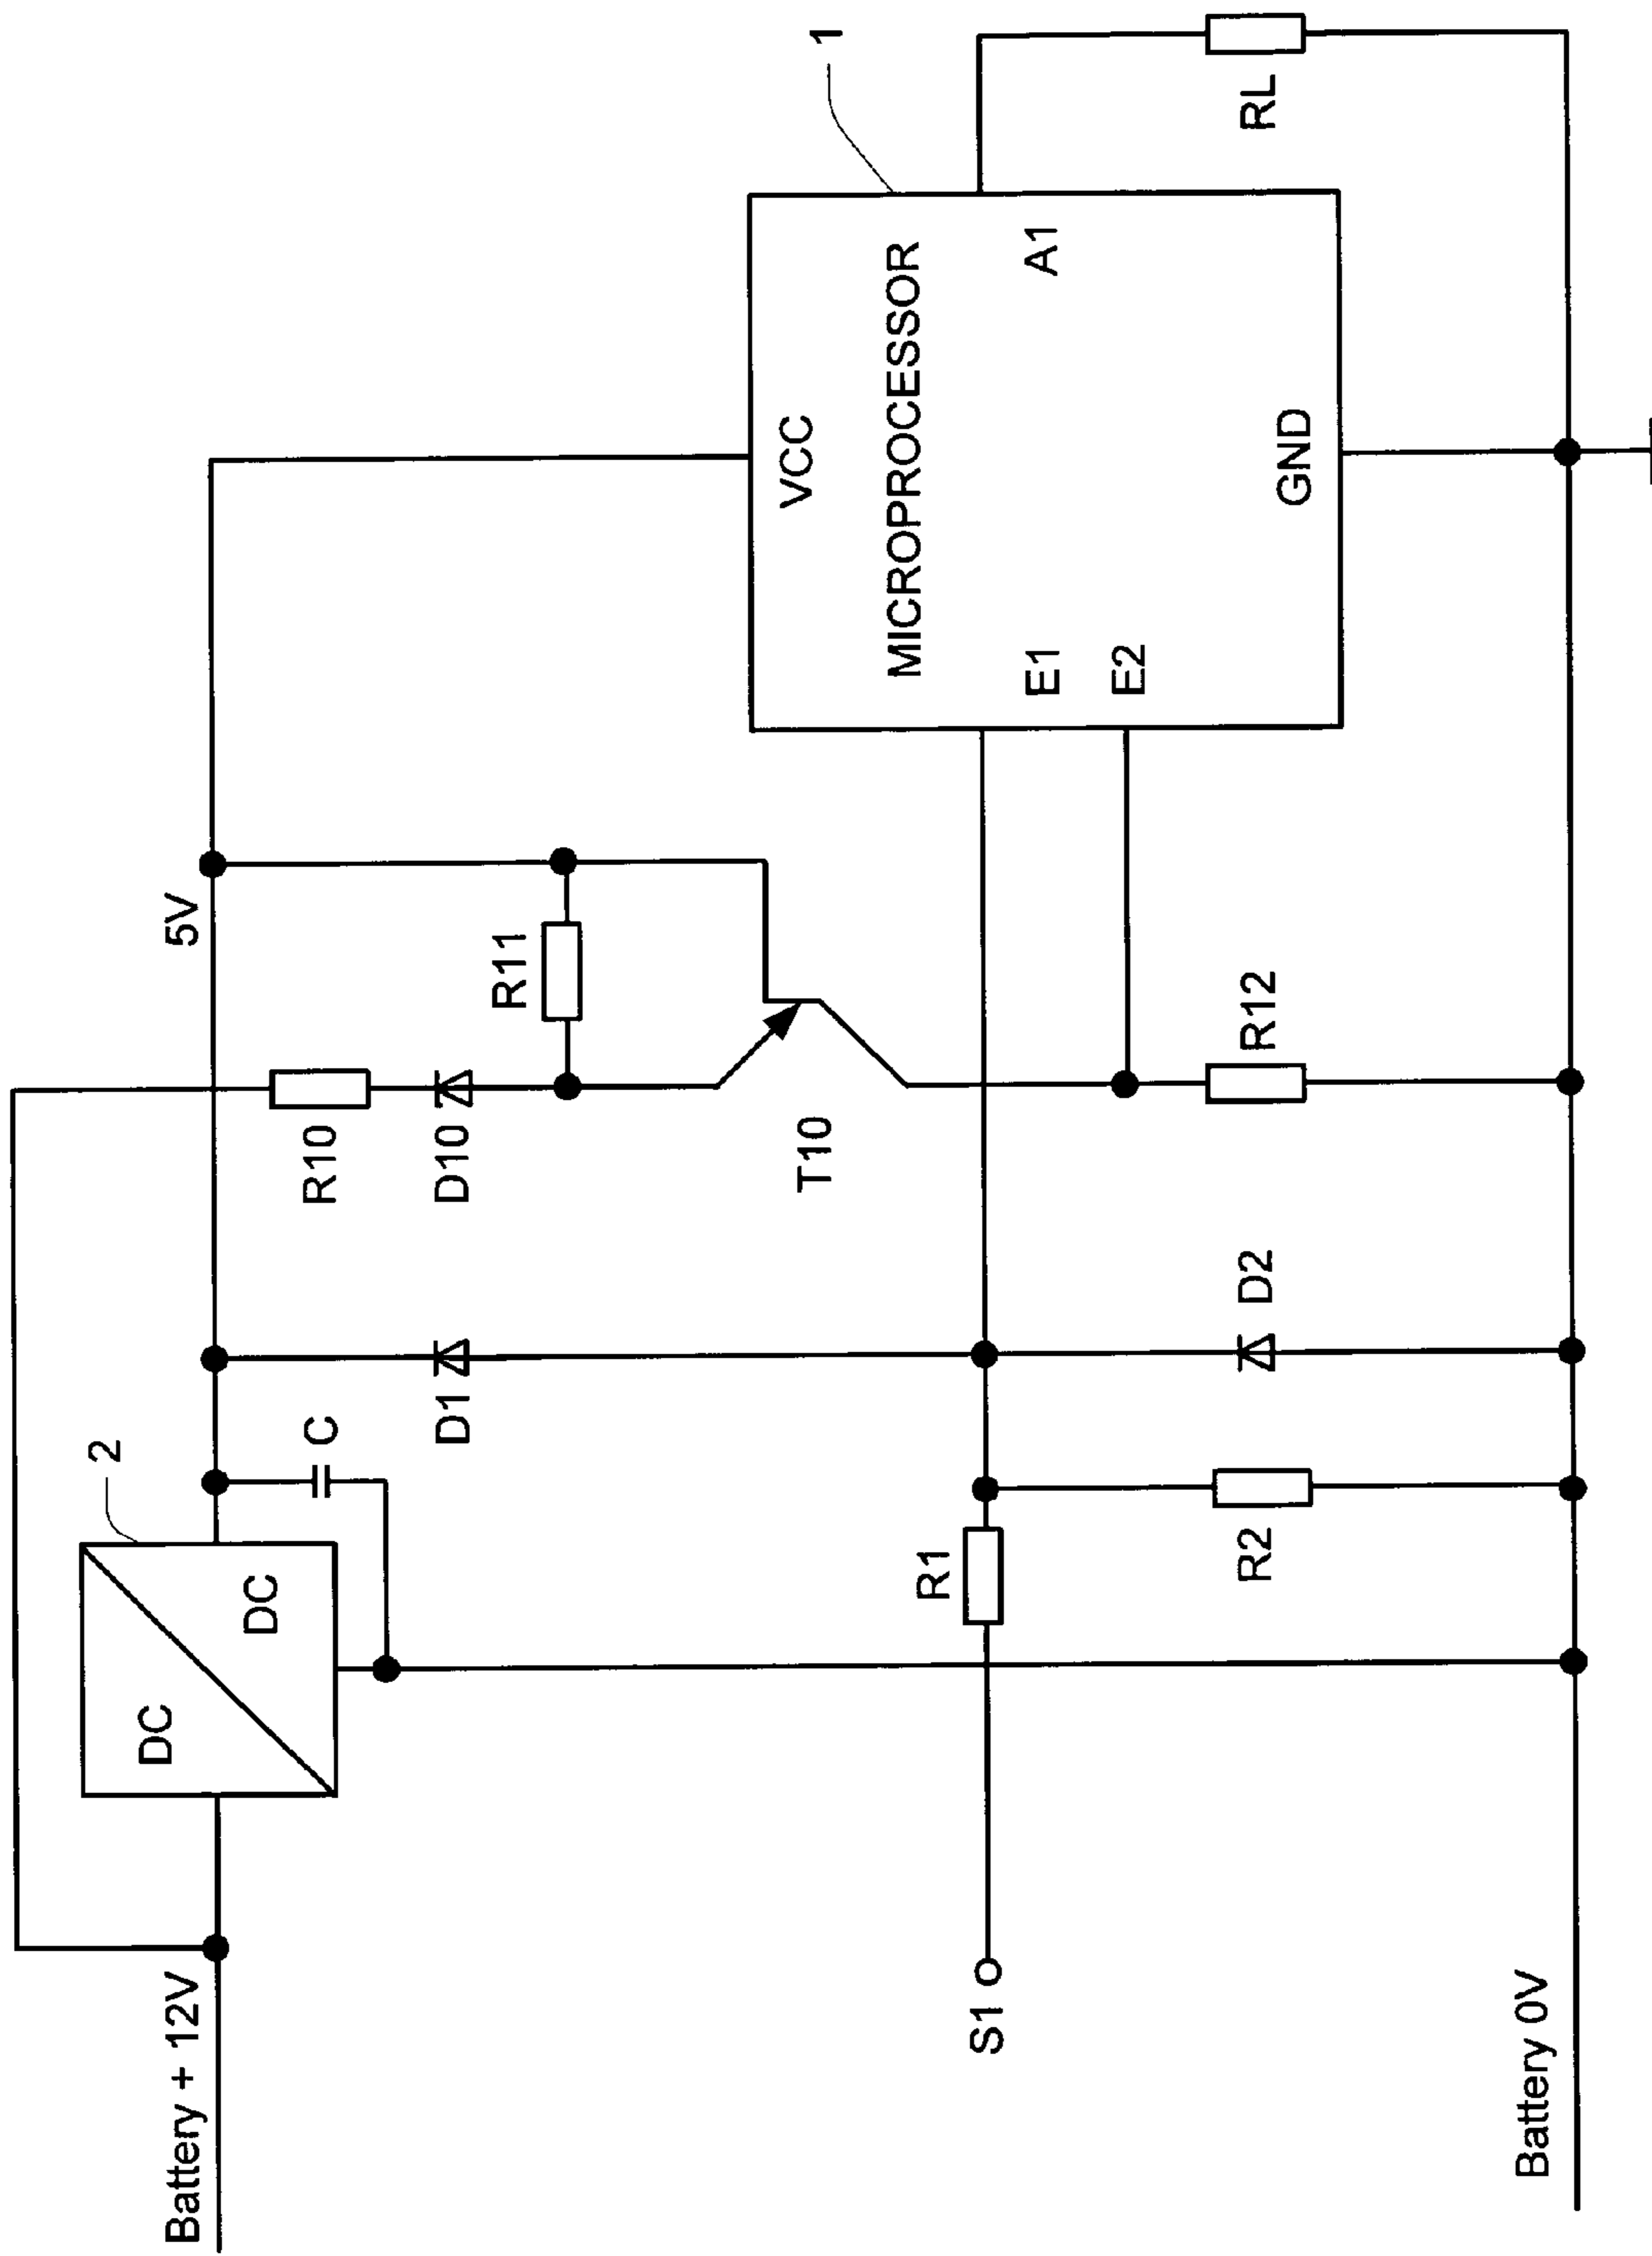 Battery + 12V
DC
DC
2
C
5V
R10
D10
R11
D1
T10
1
VCC
MICROPROCESSOR
E1
E2
A1
GND
S1
R1
R2
D2
R12
RL
Battery 0V